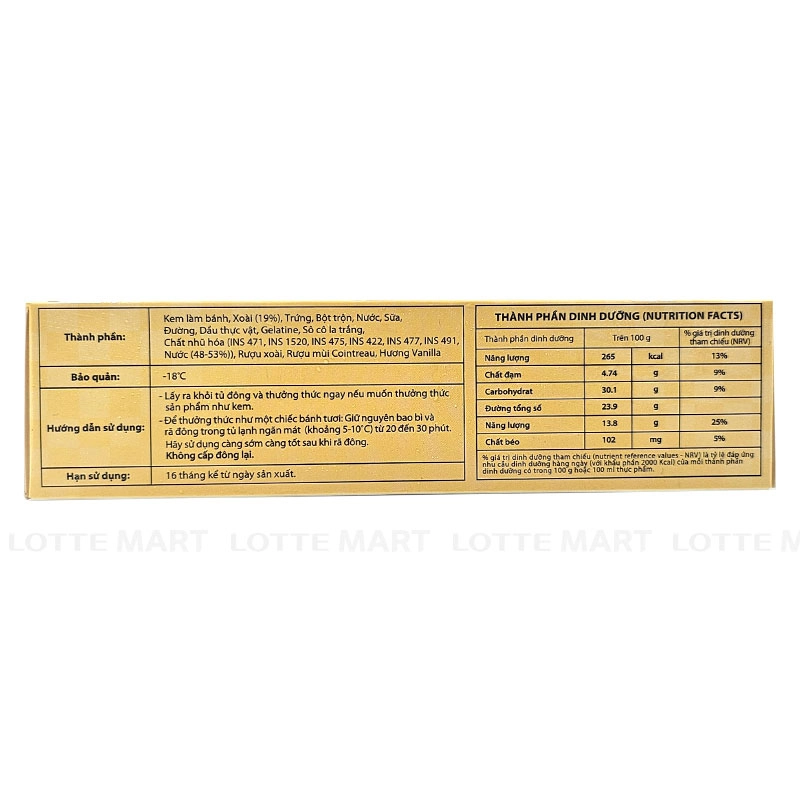 Thành phần:
Kem làm bánh, Xoài (19%), Trứng, Bột trộn, Nước, Sữa,
Đường, Dầu thực vật, Gelatine, Sô cô la trắng,
Chất nhũ hóa (INS 471, INS 1520, INS 475, INS 422, INS 477, INS 491,
Nước (48-53%)), Rượu xoài, Rượu mùi Cointreau, Hương Vanilla
Bảo quản:
-18°C
Hướng dẫn sử dụng:
- Lấy ra khỏi tủ đông và thưởng thức ngay nếu muốn thưởng thức
sản phẩm như kem.
- Để thưởng thức như một chiếc bánh tươi: Giữ nguyên bao bì và
rã đông trong tủ lạnh ngăn mát (khoảng 5-10°C) từ 20 đến 30 phút.
Hãy sử dụng càng sớm càng tốt sau khi rã đông.
Không cấp đông lại.
Hạn sử dụng:
16 tháng kể từ ngày sản xuất.
THÀNH PHẦN DINH DƯỠNG (NUTRITION FACTS)
Thành phần dinh dưỡng Trên 100 g % giá trị dinh dưỡng
tham chiếu (NRV)
Năng lượng 265 kcal 13%
Chất đạm 4.74 g 9%
Carbohydrat 30.1 g 9%
Đường tổng số 23.9 g
Năng lượng 13.8 g 25%
Chất béo 102 mg 5%
% giá trị dinh dưỡng tham chiếu (nutrient reference values - NRV) là tỷ lệ đáp ứng
nhu cầu dinh dưỡng hàng ngày (với khẩu phần 2000 Kcal) của mỗi thành phần
dinh dưỡng có trong 100 g hoặc 100 ml thực phẩm.
LOTTE MART LOTTE MART LOTTE MART LOTTE M